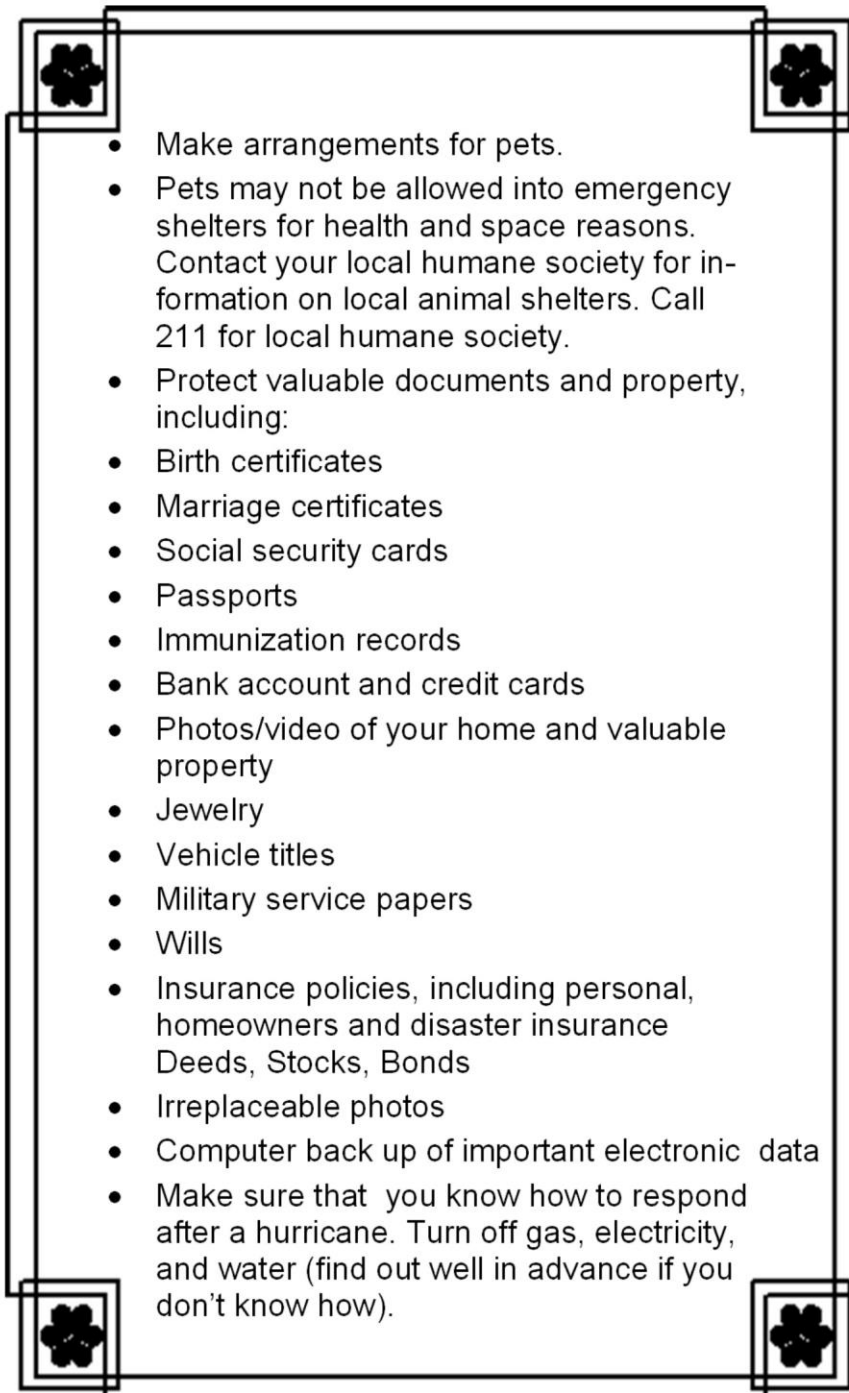 • Make arrangements for pets.
• Pets may not be allowed into emergency
shelters for health and space reasons.
Contact your local humane society for in-
formation on local animal shelters. Call
211 for local humane society.
• Protect valuable documents and property,
including:
• Birth certificates
• Marriage certificates
• Social security cards
• Passports
• Immunization records
• Bank account and credit cards
• Photos/video of your home and valuable
property
• Jewelry
• Vehicle titles
• Military service papers
• Wills
• Insurance policies, including personal,
homeowners and disaster insurance
Deeds, Stocks, Bonds
• Irreplaceable photos
• Computer back up of important electronic  data
• Make sure that  you know how to respond
after a hurricane. Turn off gas, electricity,
and water (find out well in advance if you
don’t know how).